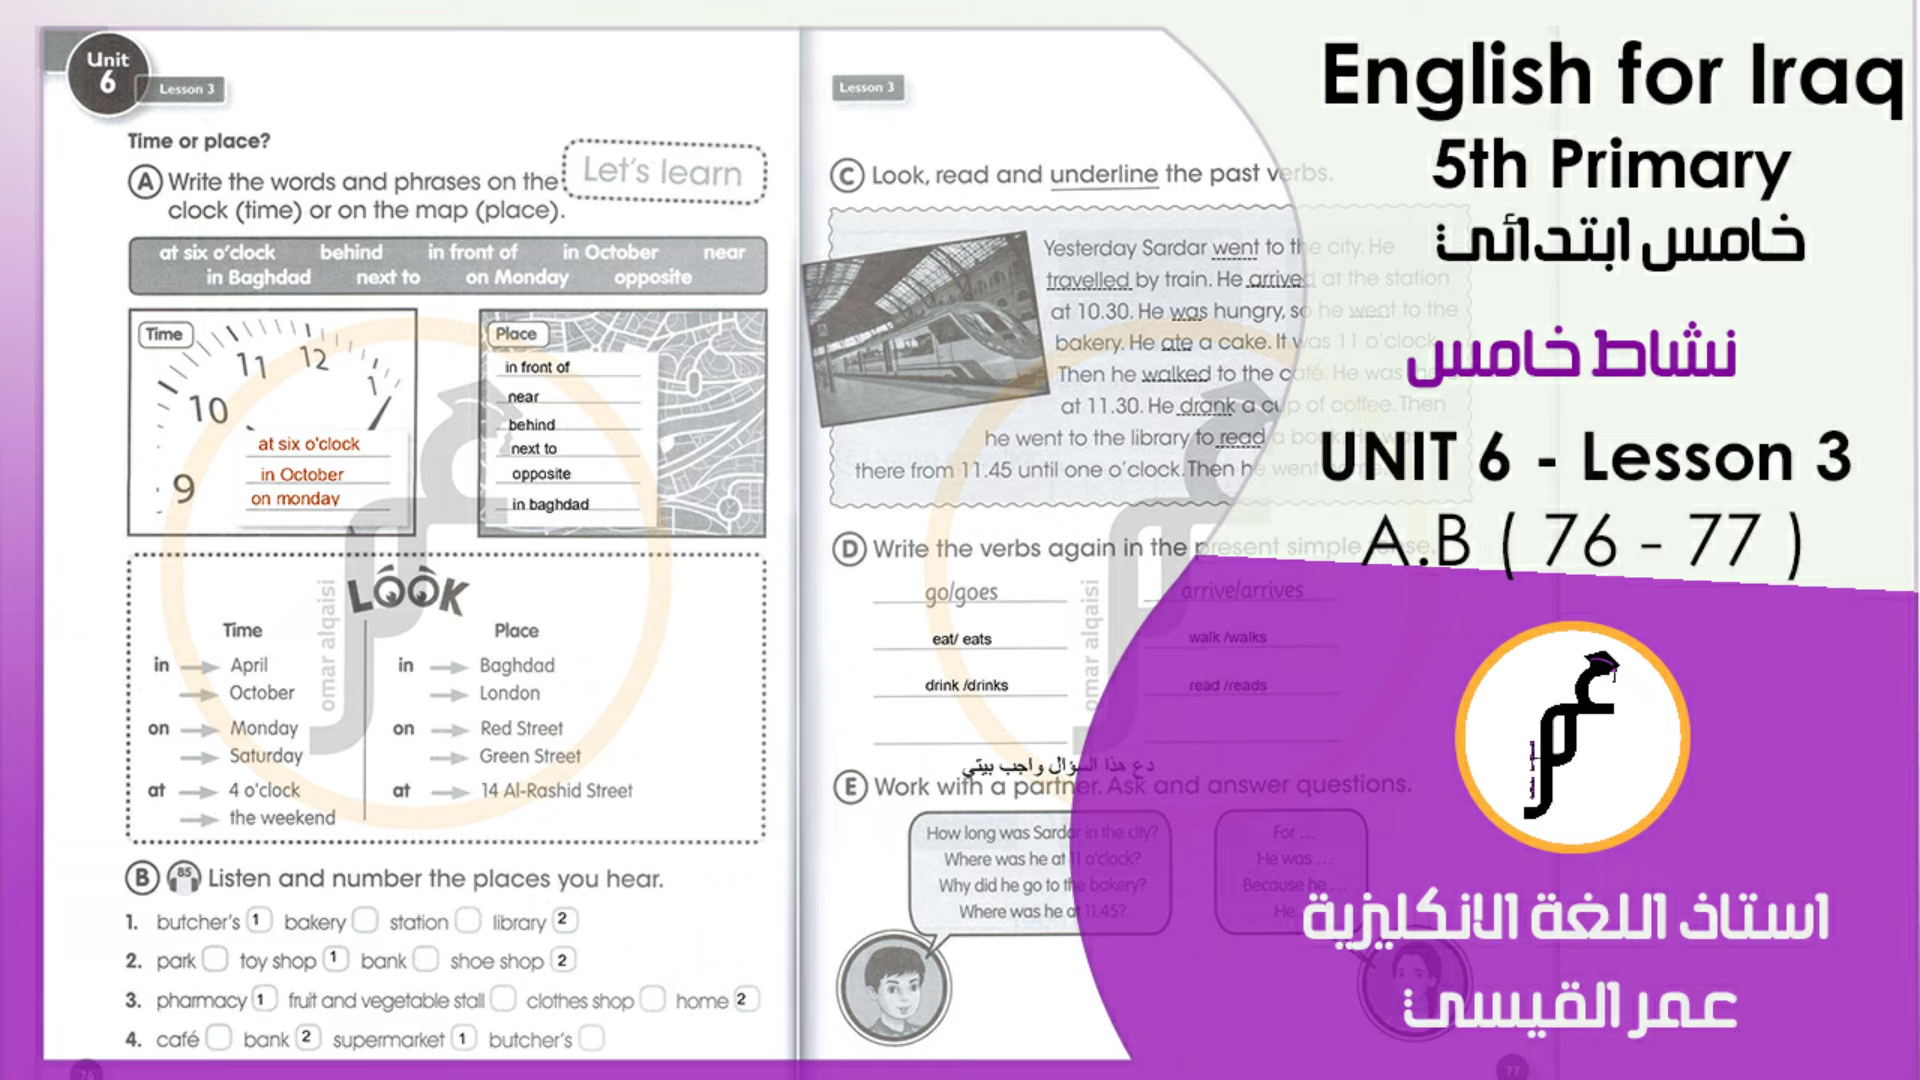 Unit
6
Lesson 3
Time or place?
Let's learn
A Write the words and phrases on the
clock (time) or on the map (place).
at six o'clock behind in front of in October near
in Baghdad next to on Monday opposite
Time
11 12 1
10
9
at six o'clock
in October
on monday
Place
in front of
near
behind
next to
opposite
in baghdad
LOOK
Time Place
in April in Baghdad
October London
on Monday on Red Street
Saturday Green Street
at 4 o'clock at 14 Al-Rashid Street
the weekend
omar alqaisi
B 85 Listen and number the places you hear.
1. butcher's 1 bakery station library 2
2. park toy shop 1 bank shoe shop 2
3. pharmacy 1 fruit and vegetable stall clothes shop home 2
4. café bank 2 supermarket 1 butcher's
76
Lesson 3
C Look, read and underline the past verbs.
Yesterday Sardar went to the city. He
travelled by train. He arrived at the station
at 10.30. He was hungry, so he went to the
bakery. He ate a cake. It was 11 o'clock.
Then he walked to the café. He was
at 11.30. He drank a cup of coffee. Then
he went to the library to read a book.
there from 11.45 until one o'clock. Then he went home.
D Write the verbs again in the present simple tense.
go/goes arrive/arrives
eat/ eats walk /walks
drink /drinks read /reads
omar alqaisi
دع هذا السؤال واجب بيتي
E Work with a partner. Ask and answer questions.
How long was Sardar in the city?
Where was he at 11 o'clock?
Why did he go to the bakery?
Where was he at 11.45?
For ...
He was ...
Because he ...
He
77
English for Iraq
5th Primary
خامس ابتدائي
نشاط خامس
UNIT 6 - Lesson 3
A.B ( 76 - 77 )
عمر
استاذ اللغة الانكليزية
عمر القيسي